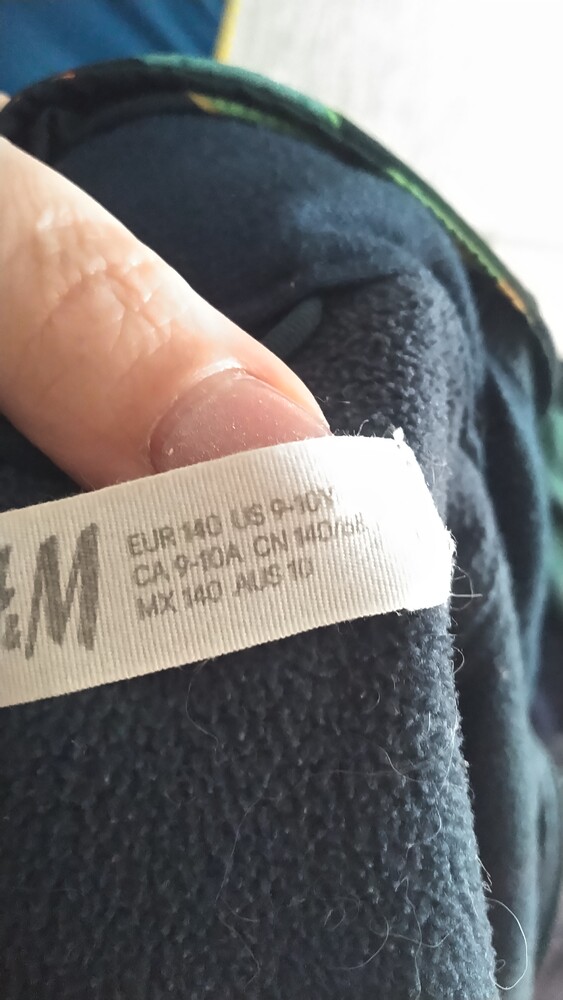 &M
EUR 140 US 9-10Y
CA 9-10A CN 140/68
MX 140 AUS 10